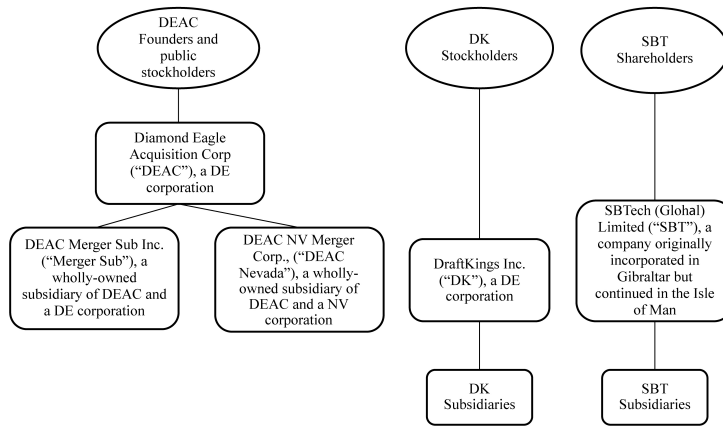 DEAC
Founders and
public
stockholders
DK
Stockholders
SBT
Shareholders
Diamond Eagle
Acquisition Corp
(“DEAC”), a DE
corporation
DEAC Merger Sub Inc.
(“Merger Sub”), a
wholly-owned
subsidiary of DEAC and
a DE corporation
DEAC NV Merger
Corp., (“DEAC
Nevada”), a wholly-
owned subsidiary of
DEAC and a NV
corporation
DraftKings Inc.
(“DK”), a DE
corporation
SBTech (Glohal)
Limited (“SBT”), a
company originally
incorporated in
Gibraltar but
continued in the Isle
of Man
DK
Subsidiaries
SBT
Subsidiaries